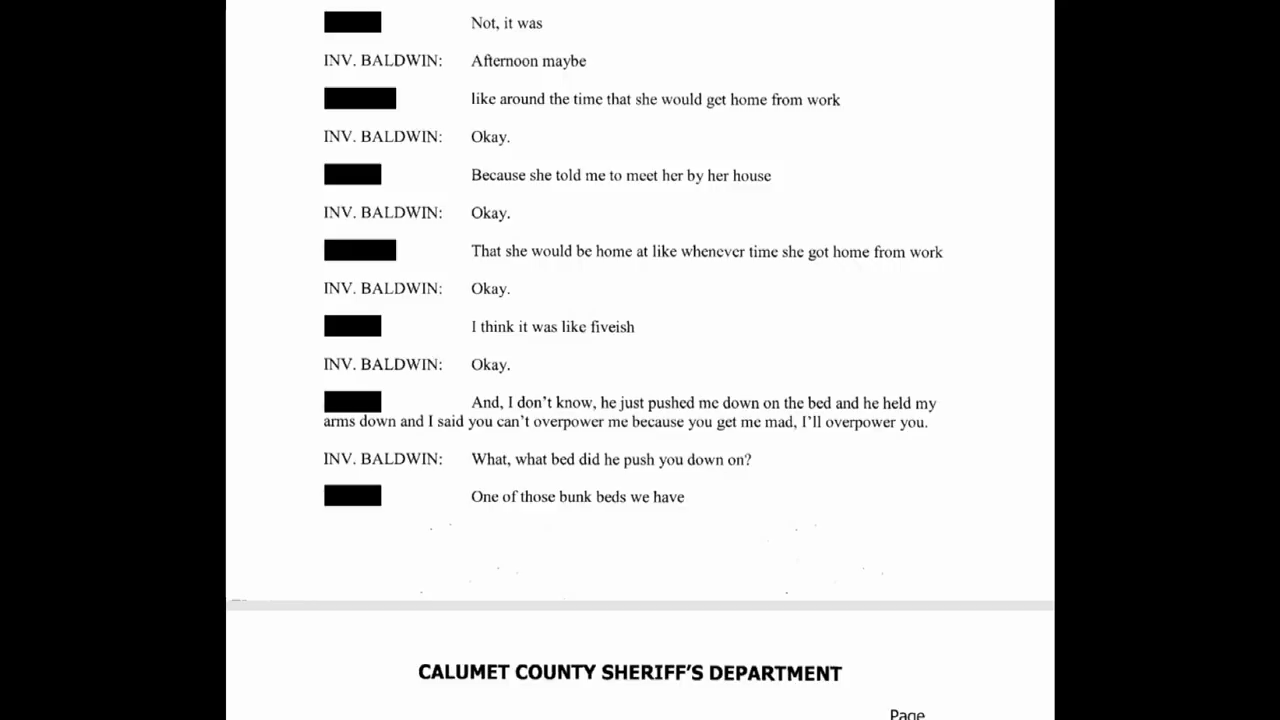 Not, it was
INV. BALDWIN: Afternoon maybe
like around the time that she would get home from work
INV. BALDWIN: Okay.
Because she told me to meet her by her house
INV. BALDWIN: Okay.
That she would be home at like whenever time she got home from work
INV. BALDWIN: Okay.
I think it was like fiveish
INV. BALDWIN: Okay.
And, I don't know, he just pushed me down on the bed and he held my
arms down and I said you can't overpower me because you get me mad, I'll overpower you.
INV. BALDWIN: What, what bed did he push you down on?
One of those bunk beds we have
CALUMET COUNTY SHERIFF'S DEPARTMENT
Page